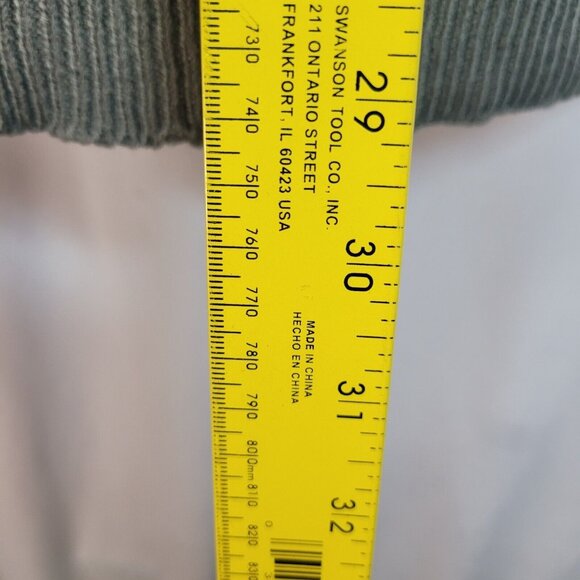 SWANSON TOOL CO., INC.
211 ONTARIO STREET
FRANKFORT, IL 60423 USA
MADE IN CHINA
HECHO EN CHINA
29
30
31
32
730
740
750
760
770
780
790
800mm
810
820